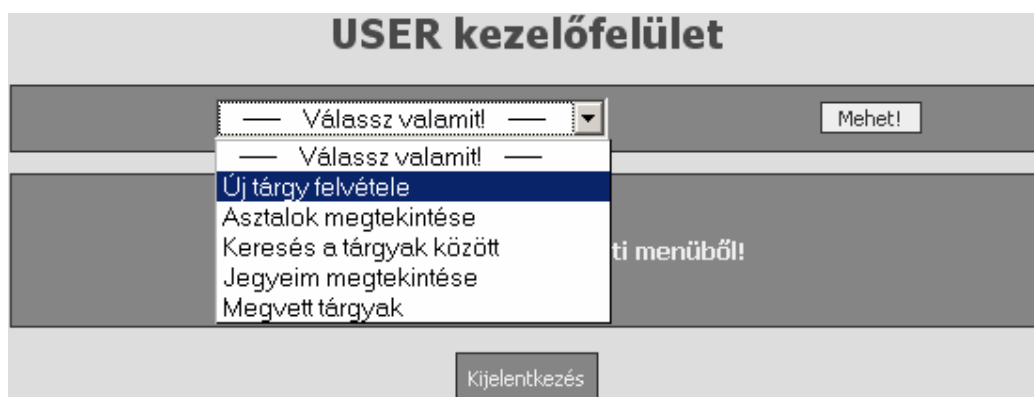 USER kezelőfelület
—— Válassz valamit! —— Mehet!
—— Válassz valamit! ——
Új tárgy felvétele
Asztalok megtekintése
Keresés a tárgyak között ti menüből!
Jegyeim megtekintése
Megvett tárgyak
Kijelentkezés